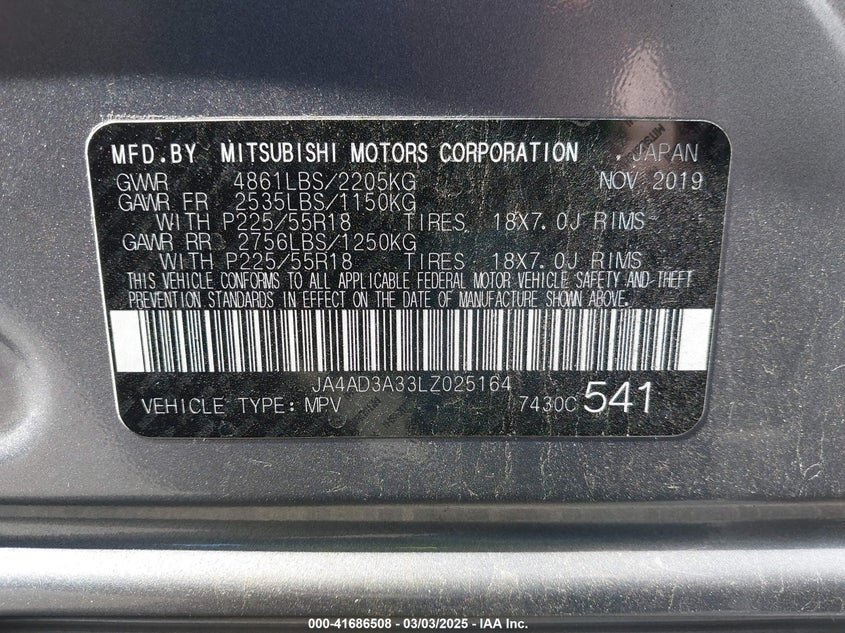 MFD.BY MITSUBISHI MOTORS CORPORATION , JAPAN
GVWR 4861LBS/2205KG NOV 2019
GAWR FR 2535LBS/1150KG
WITH P225/55R18 TIRES, 18X7.0J RIMS
GAWR RR 2756LBS/1250KG
WITH P225/55R18 TIRES, 18X7.0J RIMS
THIS VEHICLE CONFORMS TO ALL APPLICABLE FEDERAL MOTOR VEHICLE SAFETY AND THEFT
PREVENTION STANDARDS IN EFFECT ON THE DATE OF MANUFACTURE SHOWN ABOVE.
JA4AD3A33LZ025164
VEHICLE TYPE: MPV 7430C 541
000-41686508 - 03/03/2025 - IAA Inc.